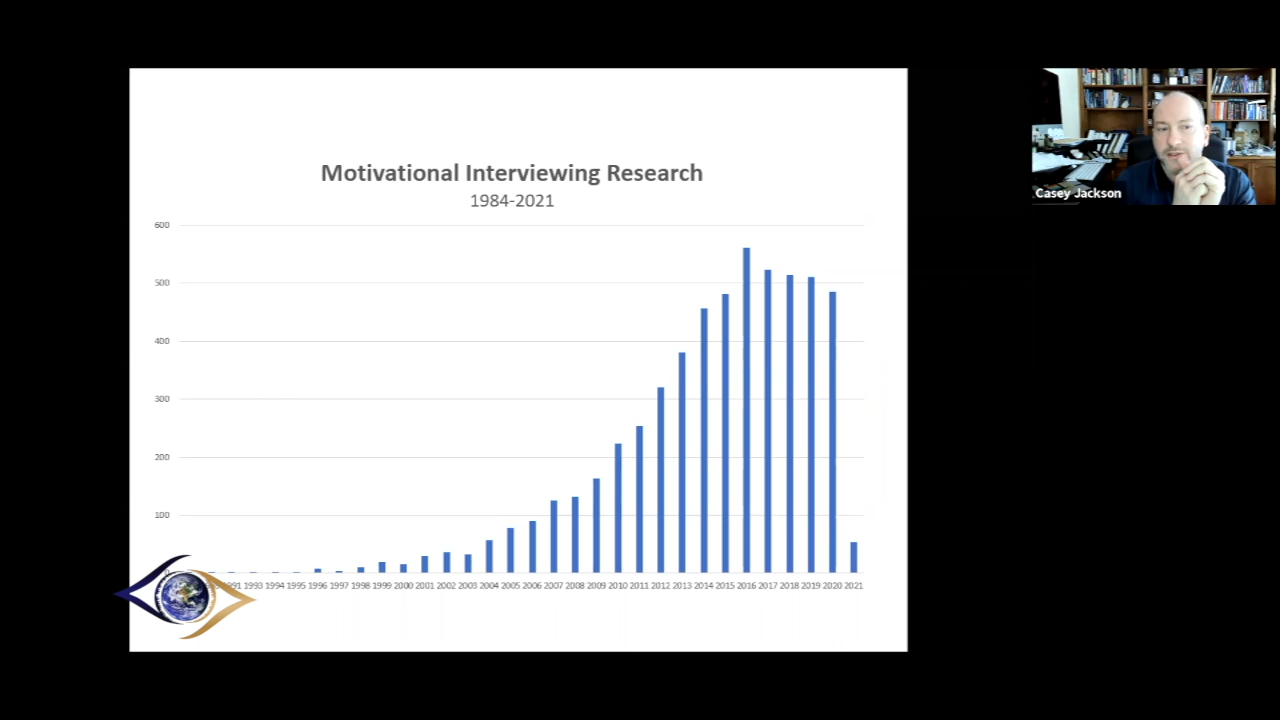 Motivational Interviewing Research
1984-2021
600
500
400
300
200
100
1991 1993 1994 1995 1996 1997 1998 1999 2000 2001 2002 2003 2004 2005 2006 2007 2008 2009 2010 2011 2012 2013 2014 2015 2016 2017 2018 2019 2020 2021
Casey Jackson